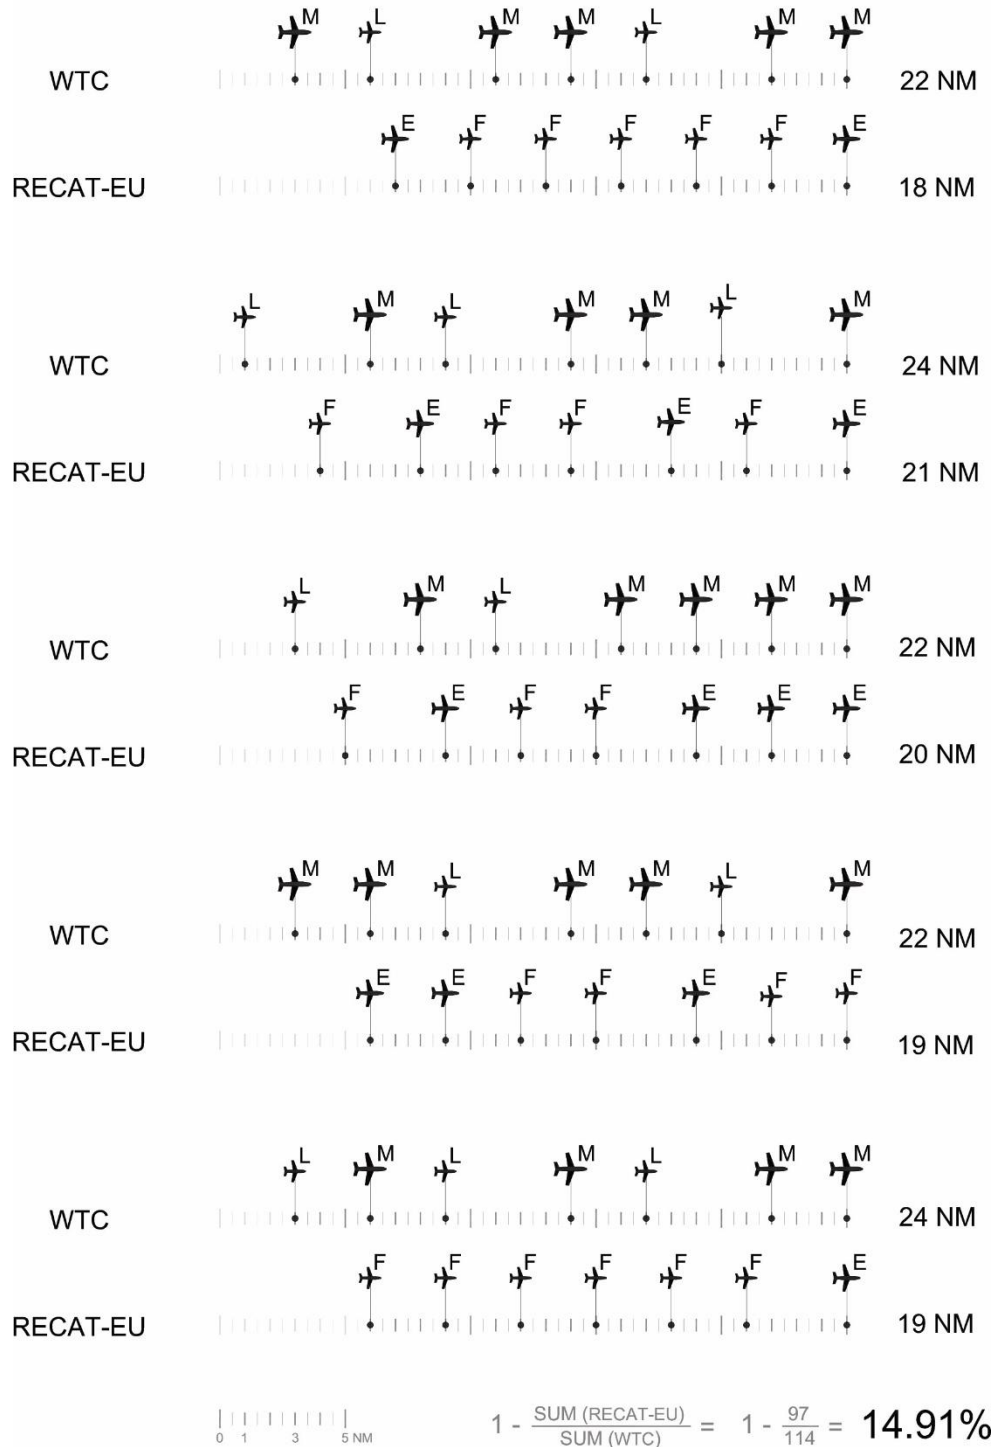 M L M M L M M
WTC 22 NM
E F F F F F E
RECAT-EU 18 NM
L M L M M L M
WTC 24 NM
F E F F E F E
RECAT-EU 21 NM
L M L M M M M
WTC 22 NM
F E F F E E E
RECAT-EU 20 NM
M M L M M L M
WTC 22 NM
E E F F E F F
RECAT-EU 19 NM
L M L M L M M
WTC 24 NM
F F F F F F E
RECAT-EU 19 NM
0 1 3 5 NM
1 - SUM (RECAT-EU) / SUM (WTC) = 1 - 97 / 114 = 14.91%